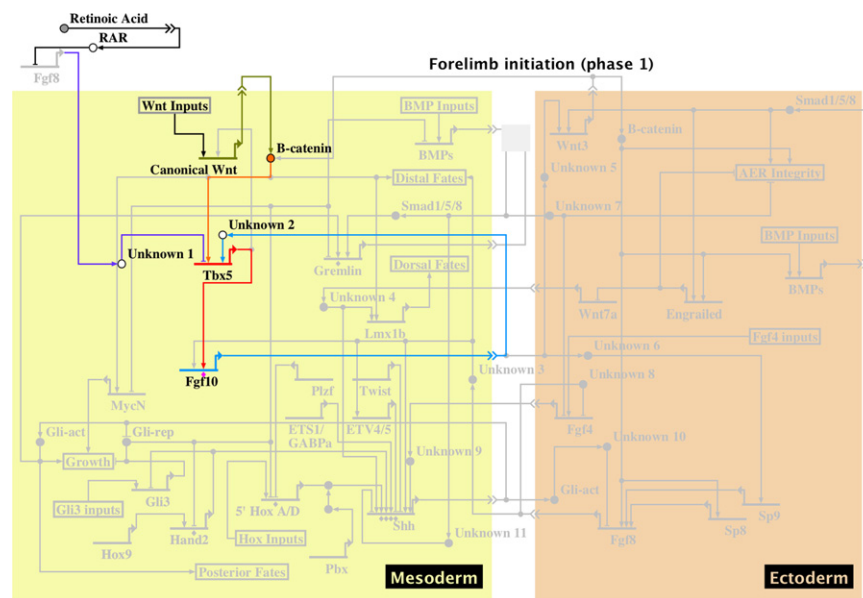 Retinoic Acid
RAR
Fgf8
Forelimb initiation (phase 1)
Wnt Inputs
BMP Inputs
Smad1/5/8
B-catenin
B-catenin
Wnt3
BMPs
Canonical Wnt
Unknown 5
Distal Fates
AER Integrity
Smad1/5/8
Unknown 7
Unknown 2
Unknown 1
BMP Inputs
Tbx5
Gremlin
Dorsal Fates
BMPs
Unknown 4
Wnt7a
Engrailed
Lmx1b
Fgf4 inputs
Unknown 6
Unknown 3
Fgf10
Plzf
Twist
Unknown 8
MycN
ETS1/
GABPa
ETV4/5
Fgf4
Gli-act
Gli-rep
Unknown 10
Unknown 9
Growth
Gli-act
Gli3
5' Hox A/D
Gli3 inputs
Shh
Sp9
Hand2
Hox Inputs
Unknown 11
Fgf8
Sp8
Hox9
Pbx
Posterior Fates
Mesoderm
Ectoderm